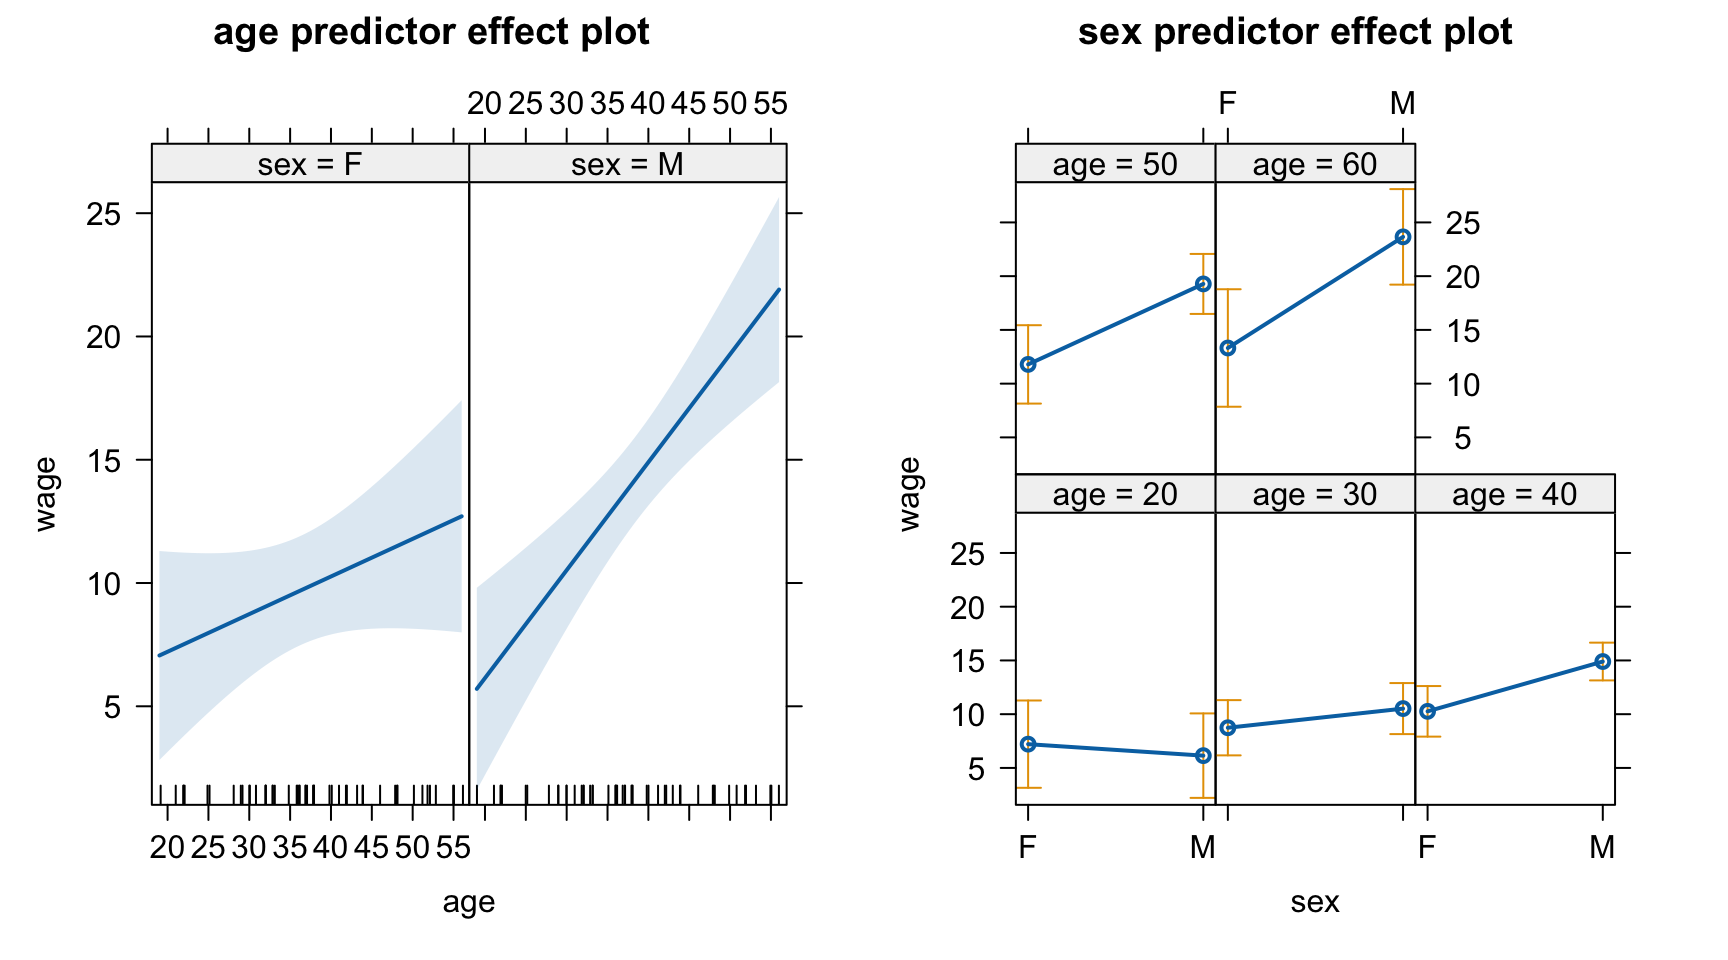 age predictor effect plot
20 25 30 35 40 45 50 55
sex = F sex = M
25
20
15
10
5
wage
20 25 30 35 40 45 50 55
age
sex predictor effect plot
F M
age = 50 age = 60
25
20
15
10
5
wage
age = 20 age = 30 age = 40
25
20
15
10
5
F M F M
sex